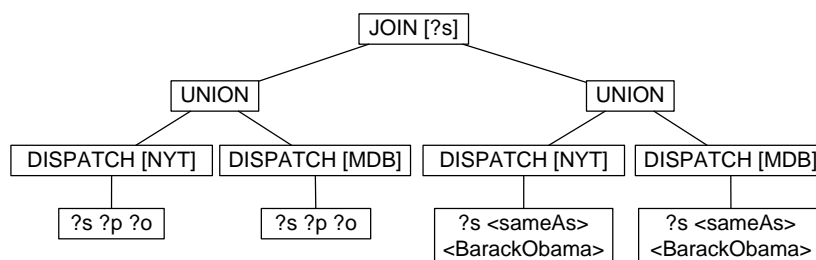 JOIN [?s]
UNION
UNION
DISPATCH [NYT]
DISPATCH [MDB]
DISPATCH [NYT]
DISPATCH [MDB]
?s ?p ?o
?s ?p ?o
?s <sameAs>
<BarackObama>
?s <sameAs>
<BarackObama>